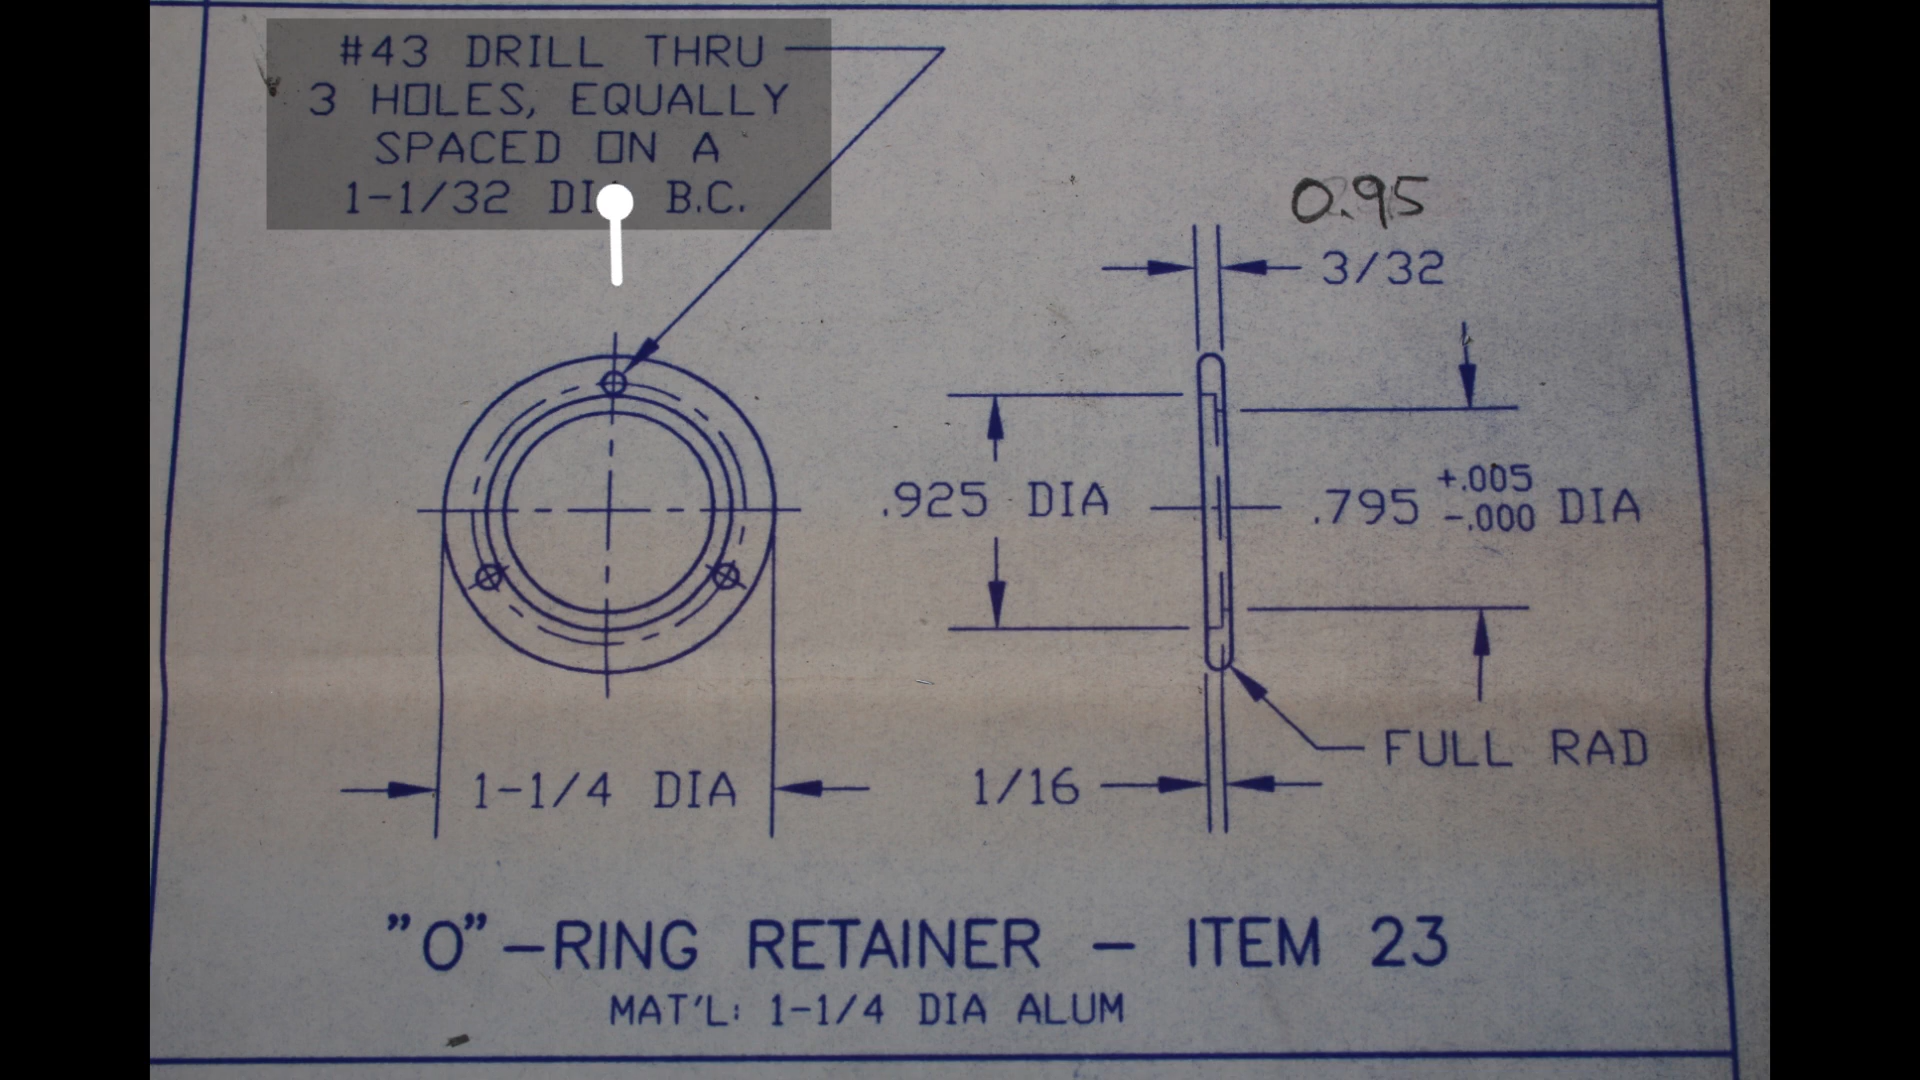 #43 DRILL THRU
3 HOLES, EQUALLY
SPACED ON A
1-1/32 B.C.
0.95
3/32
.925 DIA
.795 +.005 -.000 DIA
FULL RAD
1-1/4 DIA
1/16
"O"-RING RETAINER - ITEM 23
MAT'L: 1-1/4 DIA ALUM